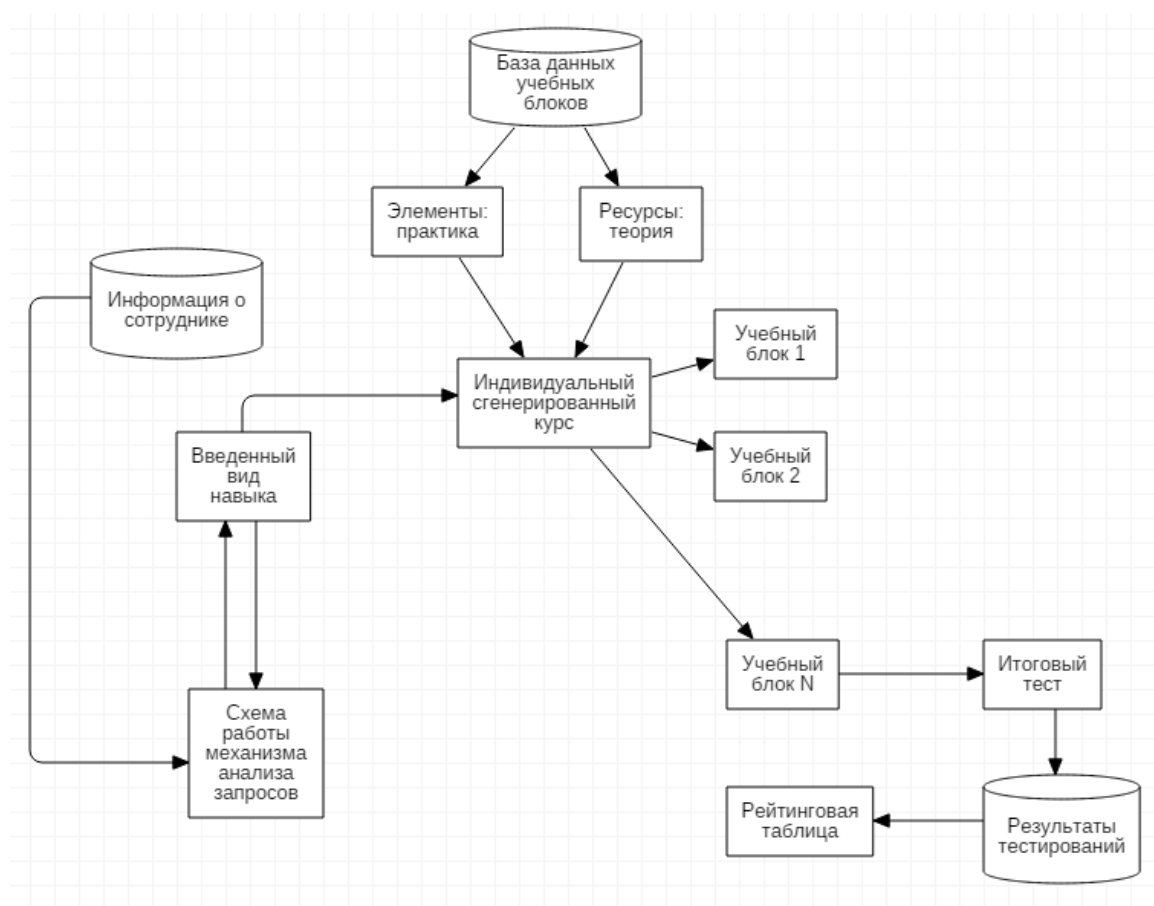 База данных
учебных
блоков
Элементы:
практика
Ресурсы:
теория
Информация о
сотруднике
Учебный
блок 1
Индивидуальный
сгенерированный
курс
Введенный
вид
навыка
Учебный
блок 2
Учебный
блок N
Итоговый
тест
Схема
работы
механизма
анализа
запросов
Рейтинговая
таблица
Результаты
тестирований